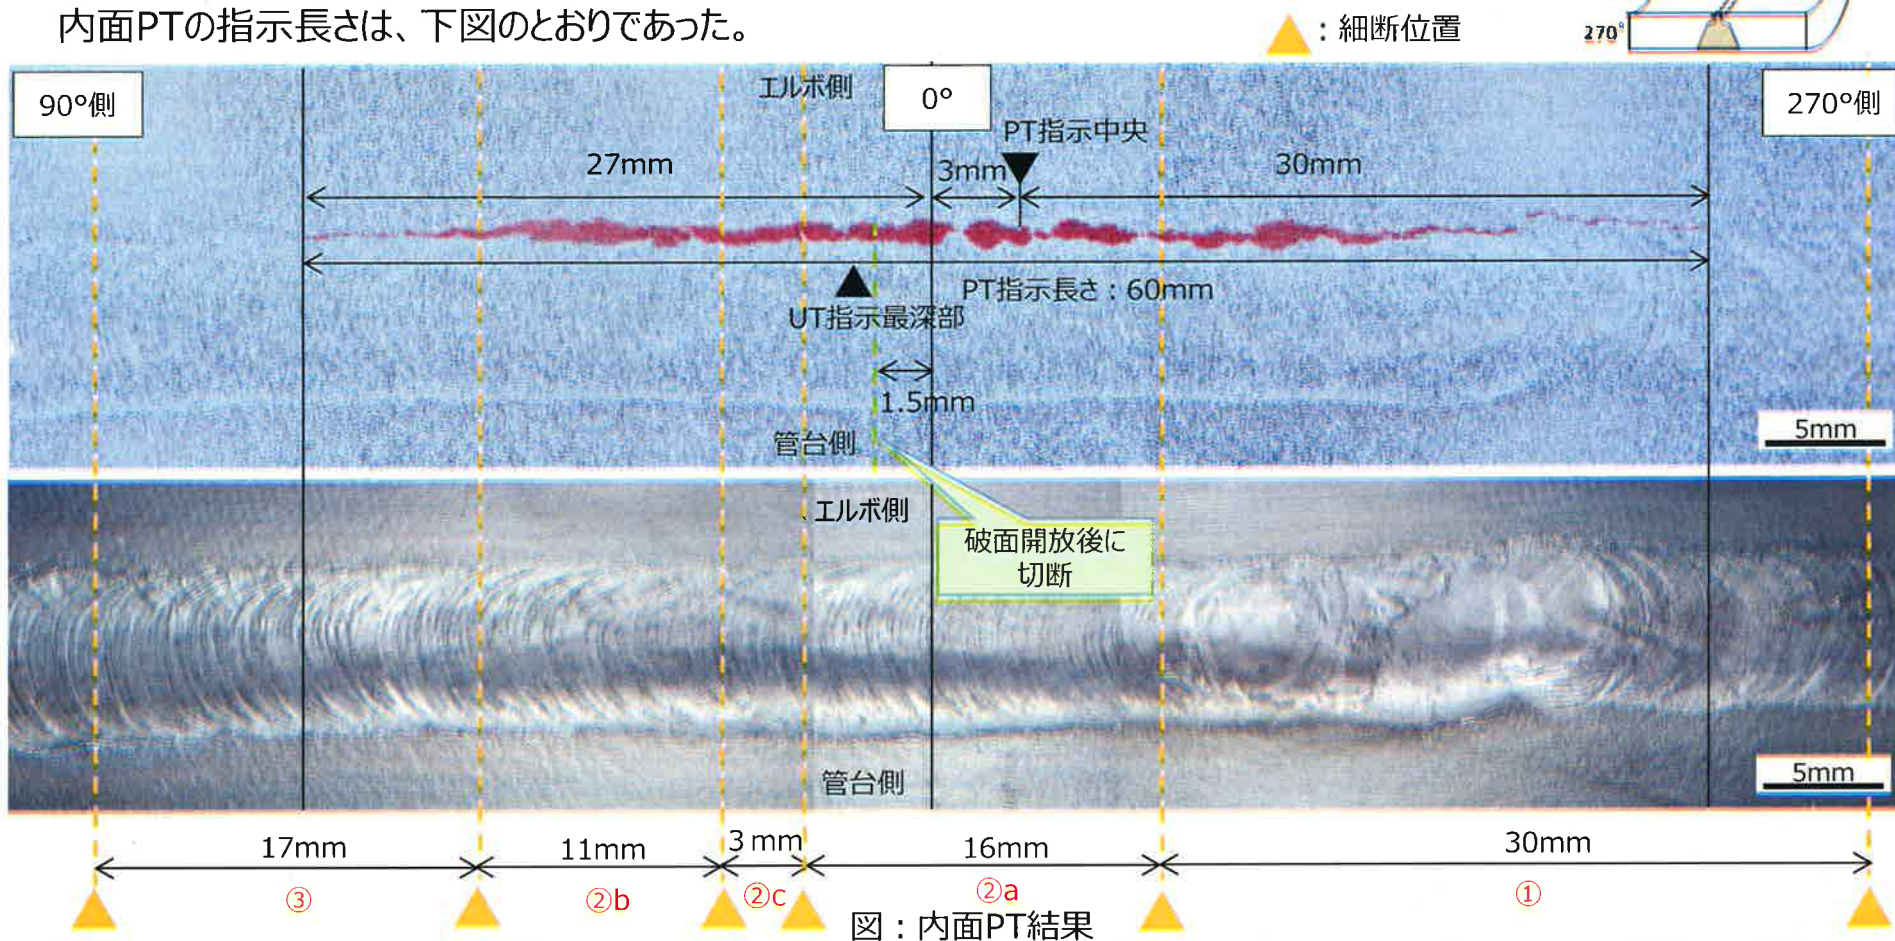 内面PTの指示長さは、下図のとおりであった。
▲：細断位置
270°
90°側
エルボ側
0°
270°側
PT指示中央
27mm
3mm
30mm
PT指示長さ：60mm
UT指示最深部
1.5mm
管台側
5mm
エルボ側
破面開放後に
切断
管台側
5mm
17mm
11mm
3 mm
16mm
30mm
③
②b
②c
②a
①
図：内面PT結果